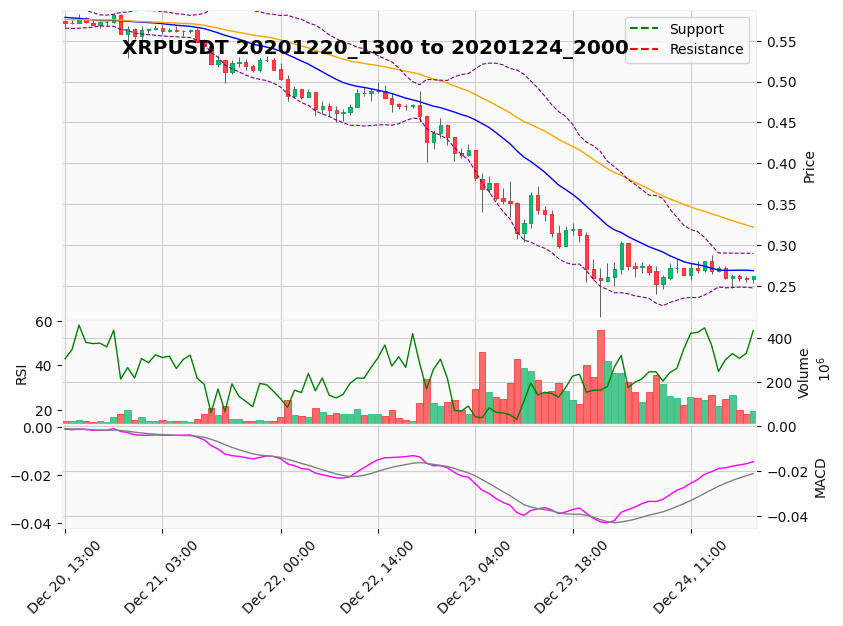 XRPUSDT 20201220_1300 to 20201224_2000
Support
Resistance
0.55
0.50
0.45
0.40
0.35
0.30
0.25
Price
60
40
20
RSI
400
200
0.00
Volume
10^6
0.00
−0.02
−0.04
−0.02
−0.04
MACD
Dec 20, 13:00
Dec 21, 03:00
Dec 22, 00:00
Dec 22, 14:00
Dec 23, 04:00
Dec 23, 18:00
Dec 24, 11:00